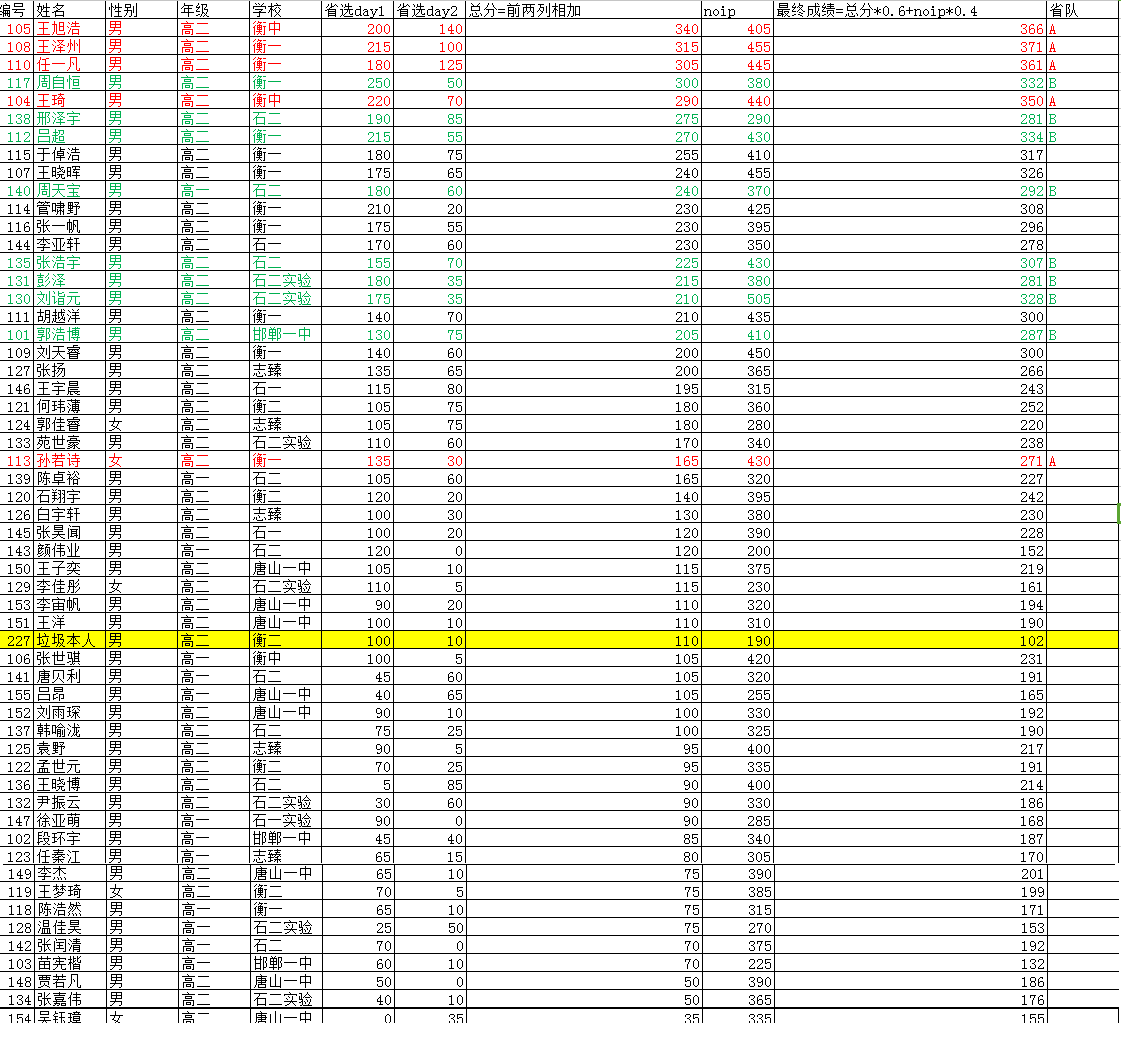 编号 姓名 性别 年级 学校 省选day1 省选day2 总分=前两列相加 noip 最终成绩=总分*0.6+noip*0.4 省队
105 王旭浩 男 高二 衡中 200 140 340 405 366 A
108 王泽州 男 高二 衡一 215 100 315 455 371 A
110 任一凡 男 高二 衡一 180 125 305 445 361 A
117 周自恒 男 高二 衡一 250 50 300 380 332 B
104 王琦 男 高二 衡中 220 70 290 440 350 A
138 邢泽宇 男 高二 石二 190 85 275 290 281 B
112 吕超 男 高二 衡一 215 55 270 430 334 B
115 于倬浩 男 高二 衡一 180 75 255 410 317
107 王晓晖 男 高二 衡一 175 65 240 455 326
140 周天宝 男 高一 石二 180 60 240 370 292 B
114 管啸野 男 高二 衡一 210 20 230 425 308
116 张一帆 男 高二 衡一 175 55 230 395 296
144 李亚轩 男 高二 石一 170 60 230 350 278
135 张浩宇 男 高二 石二 155 70 225 430 307 B
131 彭泽 男 高二 石二实验 180 35 215 380 281 B
130 刘诣元 男 高二 石二实验 175 35 210 505 328 B
111 胡越洋 男 高二 衡一 140 70 210 435 300
101 郭浩博 男 高二 邯郸一中 130 75 205 410 287 B
109 刘天睿 男 高二 衡一 140 60 200 450 300
127 张扬 男 高二 志臻 135 65 200 365 266
146 王宇晨 男 高二 石一 115 80 195 315 243
121 何玮薄 男 高二 衡二 105 75 180 360 252
124 郭佳睿 女 高二 志臻 105 75 180 280 220
133 苑世豪 男 高二 石二实验 110 60 170 340 238
113 孙若诗 女 高二 衡一 135 30 165 430 271 A
139 陈卓裕 男 高一 石二 105 60 165 320 227
120 石翔宇 男 高二 衡二 120 20 140 395 242
126 白宇轩 男 高二 志臻 100 30 130 380 230
145 张昊闻 男 高二 石一 100 20 120 390 228
143 颜伟业 男 高一 石二 120 0 120 200 152
150 王子奕 男 高二 唐山一中 105 10 115 375 219
129 李佳彤 女 高二 石二实验 110 5 115 230 161
153 李宙帆 男 高二 唐山一中 90 20 110 320 194
151 王洋 男 高二 唐山一中 100 10 110 310 190
227 垃圾本人 男 高二 衡二 100 10 110 190 102
106 张世骐 男 高一 衡中 100 5 105 420 231
141 唐贝利 男 高一 石二 45 60 105 320 191
155 吕昂 男 高一 唐山一中 40 65 105 255 165
152 刘雨琛 男 高二 唐山一中 90 10 100 330 192
137 韩喻泷 男 高二 石二 75 25 100 325 190
125 袁野 男 高二 志臻 90 5 95 400 217
122 孟世元 男 高二 衡二 70 25 95 335 191
136 王晓博 男 高二 石二 5 85 90 400 214
132 尹振云 男 高二 石二实验 30 60 90 330 186
147 徐亚萌 男 高一 石一实验 90 0 90 285 168
102 段环宇 男 高一 邯郸一中 45 40 85 340 187
123 任秦江 男 高一 志臻 65 15 80 305 170
149 李杰 男 高二 唐山一中 65 10 75 390 201
119 王梦琦 女 高二 衡二 70 5 75 385 199
118 陈浩然 男 高一 衡一 65 10 75 315 171
128 温佳昊 男 高一 石二实验 25 50 75 270 153
142 张闰清 男 高一 石二 70 0 70 375 192
103 苗宪楷 男 高一 邯郸一中 60 10 70 225 132
148 贾若凡 男 高二 唐山一中 50 0 50 390 186
134 张嘉伟 男 高二 石二实验 40 10 50 365 176
154 吴钰璋 女 高二 唐山一中 0 35 35 335 155